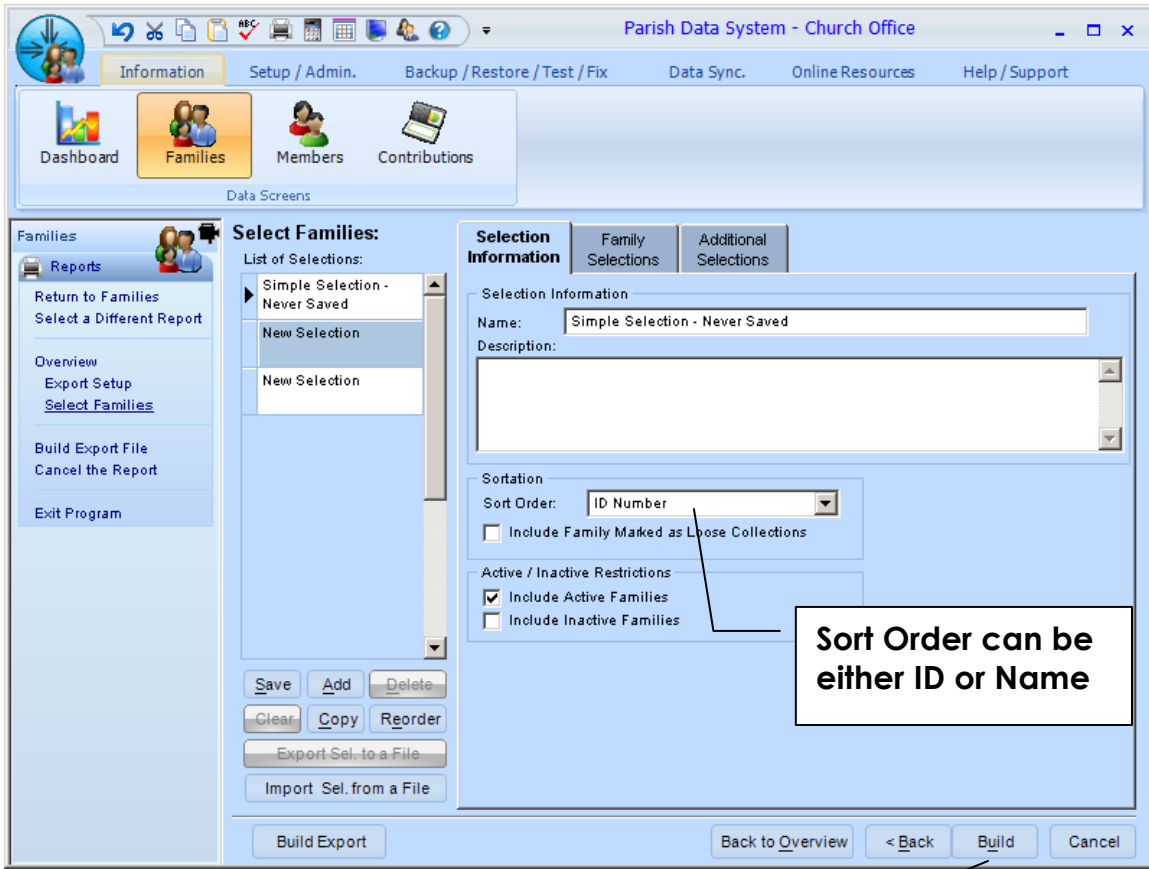 ABC
Parish Data System - Church Office
Information
Setup / Admin.
Backup / Restore / Test / Fix
Data Sync.
Online Resources
Help / Support
Dashboard
Families
Members
Contributions
Data Screens
Families
Reports
Return to Families
Select a Different Report
Overview
Export Setup
Select Families
Build Export File
Cancel the Report
Exit Program
Select Families:
List of Selections:
Simple Selection -
Never Saved
New Selection
New Selection
Save
Add
Delete
Clear
Copy
Reorder
Export Sel. to a File
Import Sel. from a File
Selection
Information
Family
Selections
Additional
Selections
Selection Information
Name:
Simple Selection - Never Saved
Description:
Sortation
Sort Order:
ID Number
Include Family Marked as Loose Collections
Active / Inactive Restrictions
Include Active Families
Include Inactive Families
Sort Order can be
either ID or Name
Build Export
Back to Overview
< Back
Build
Cancel